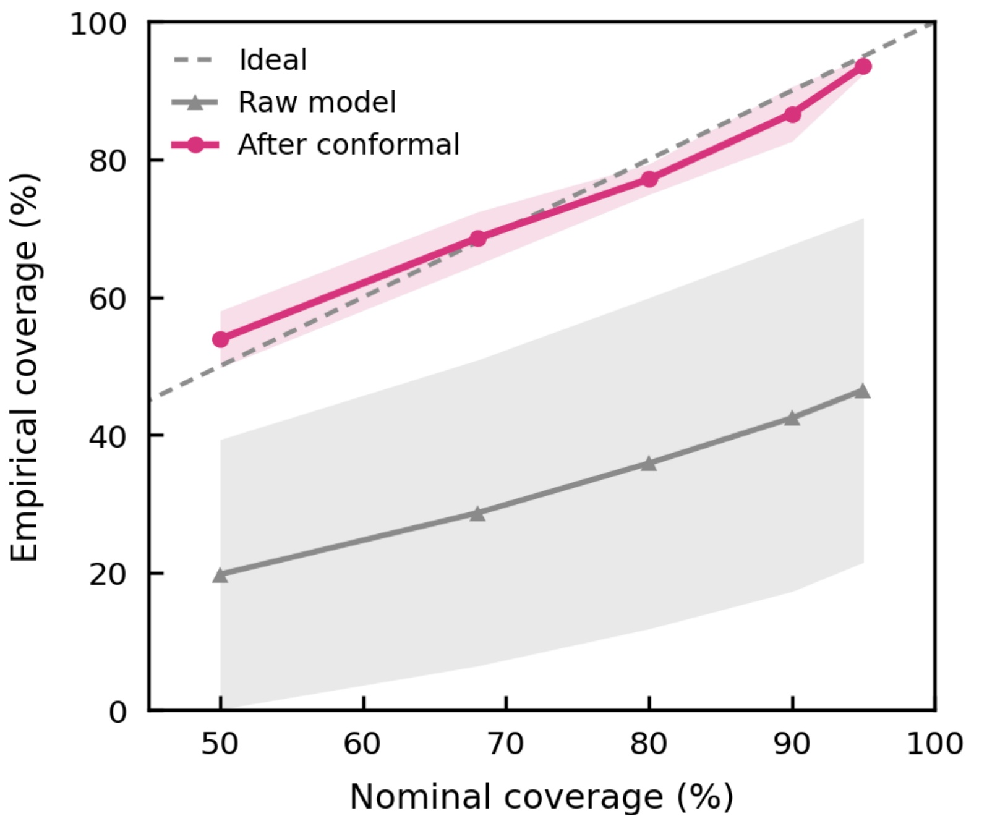 100
80
60
40
20
0
Empirical coverage (%)
Ideal
Raw model
After conformal
50 60 70 80 90 100
Nominal coverage (%)